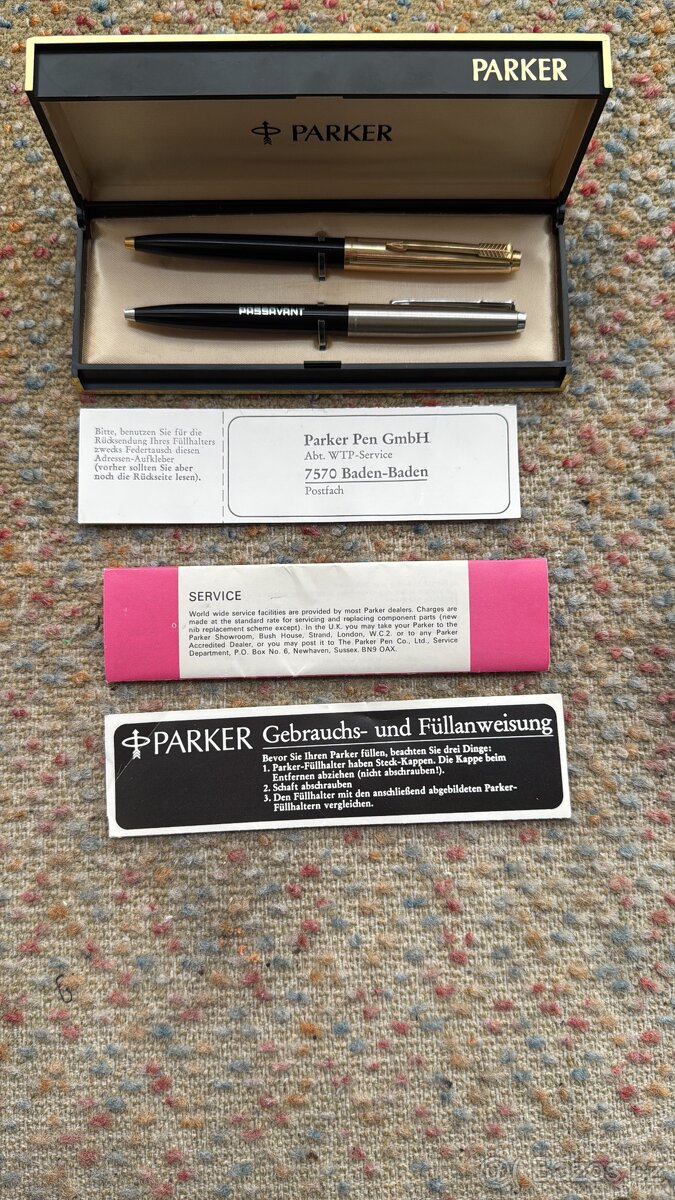 PARKER
PARKER
PASSAVANT
Bitte, benutzen Sie für die
Rücksendung Ihres Füllhalters
zwecks Federtausch diesen
Adressen-Aufkleber
(vorher sollten Sie aber
noch die Rückseite lesen).
Parker Pen GmbH
Abt. WTP-Service
7570 Baden-Baden
Postfach
SERVICE
World wide service facilities are provided by most Parker dealers. Charges are
made at the standard rate for servicing and replacing component parts (new
nib replacement scheme except). In the U.K. you may take your Parker to the
Parker Showroom, Bush House, Strand, London, W.C.2. or to any Parker
Accredited Dealer, or you may post it to The Parker Pen Co., Ltd., Service
Department, P.O. Box No. 6, Newhaven, Sussex. BN9 OAX.
PARKER Gebrauchs- und Füllanweisung
Bevor Sie Ihren Parker füllen, beachten Sie drei Dinge:
1. Parker-Füllhalter haben Steck-Kappen. Die Kappe beim
Entfernen abziehen (nicht abschrauben!).
2. Schaft abschrauben
3. Den Füllhalter mit den anschließend abgebildeten Parker-
Füllhaltern vergleichen.
Bazos.cz